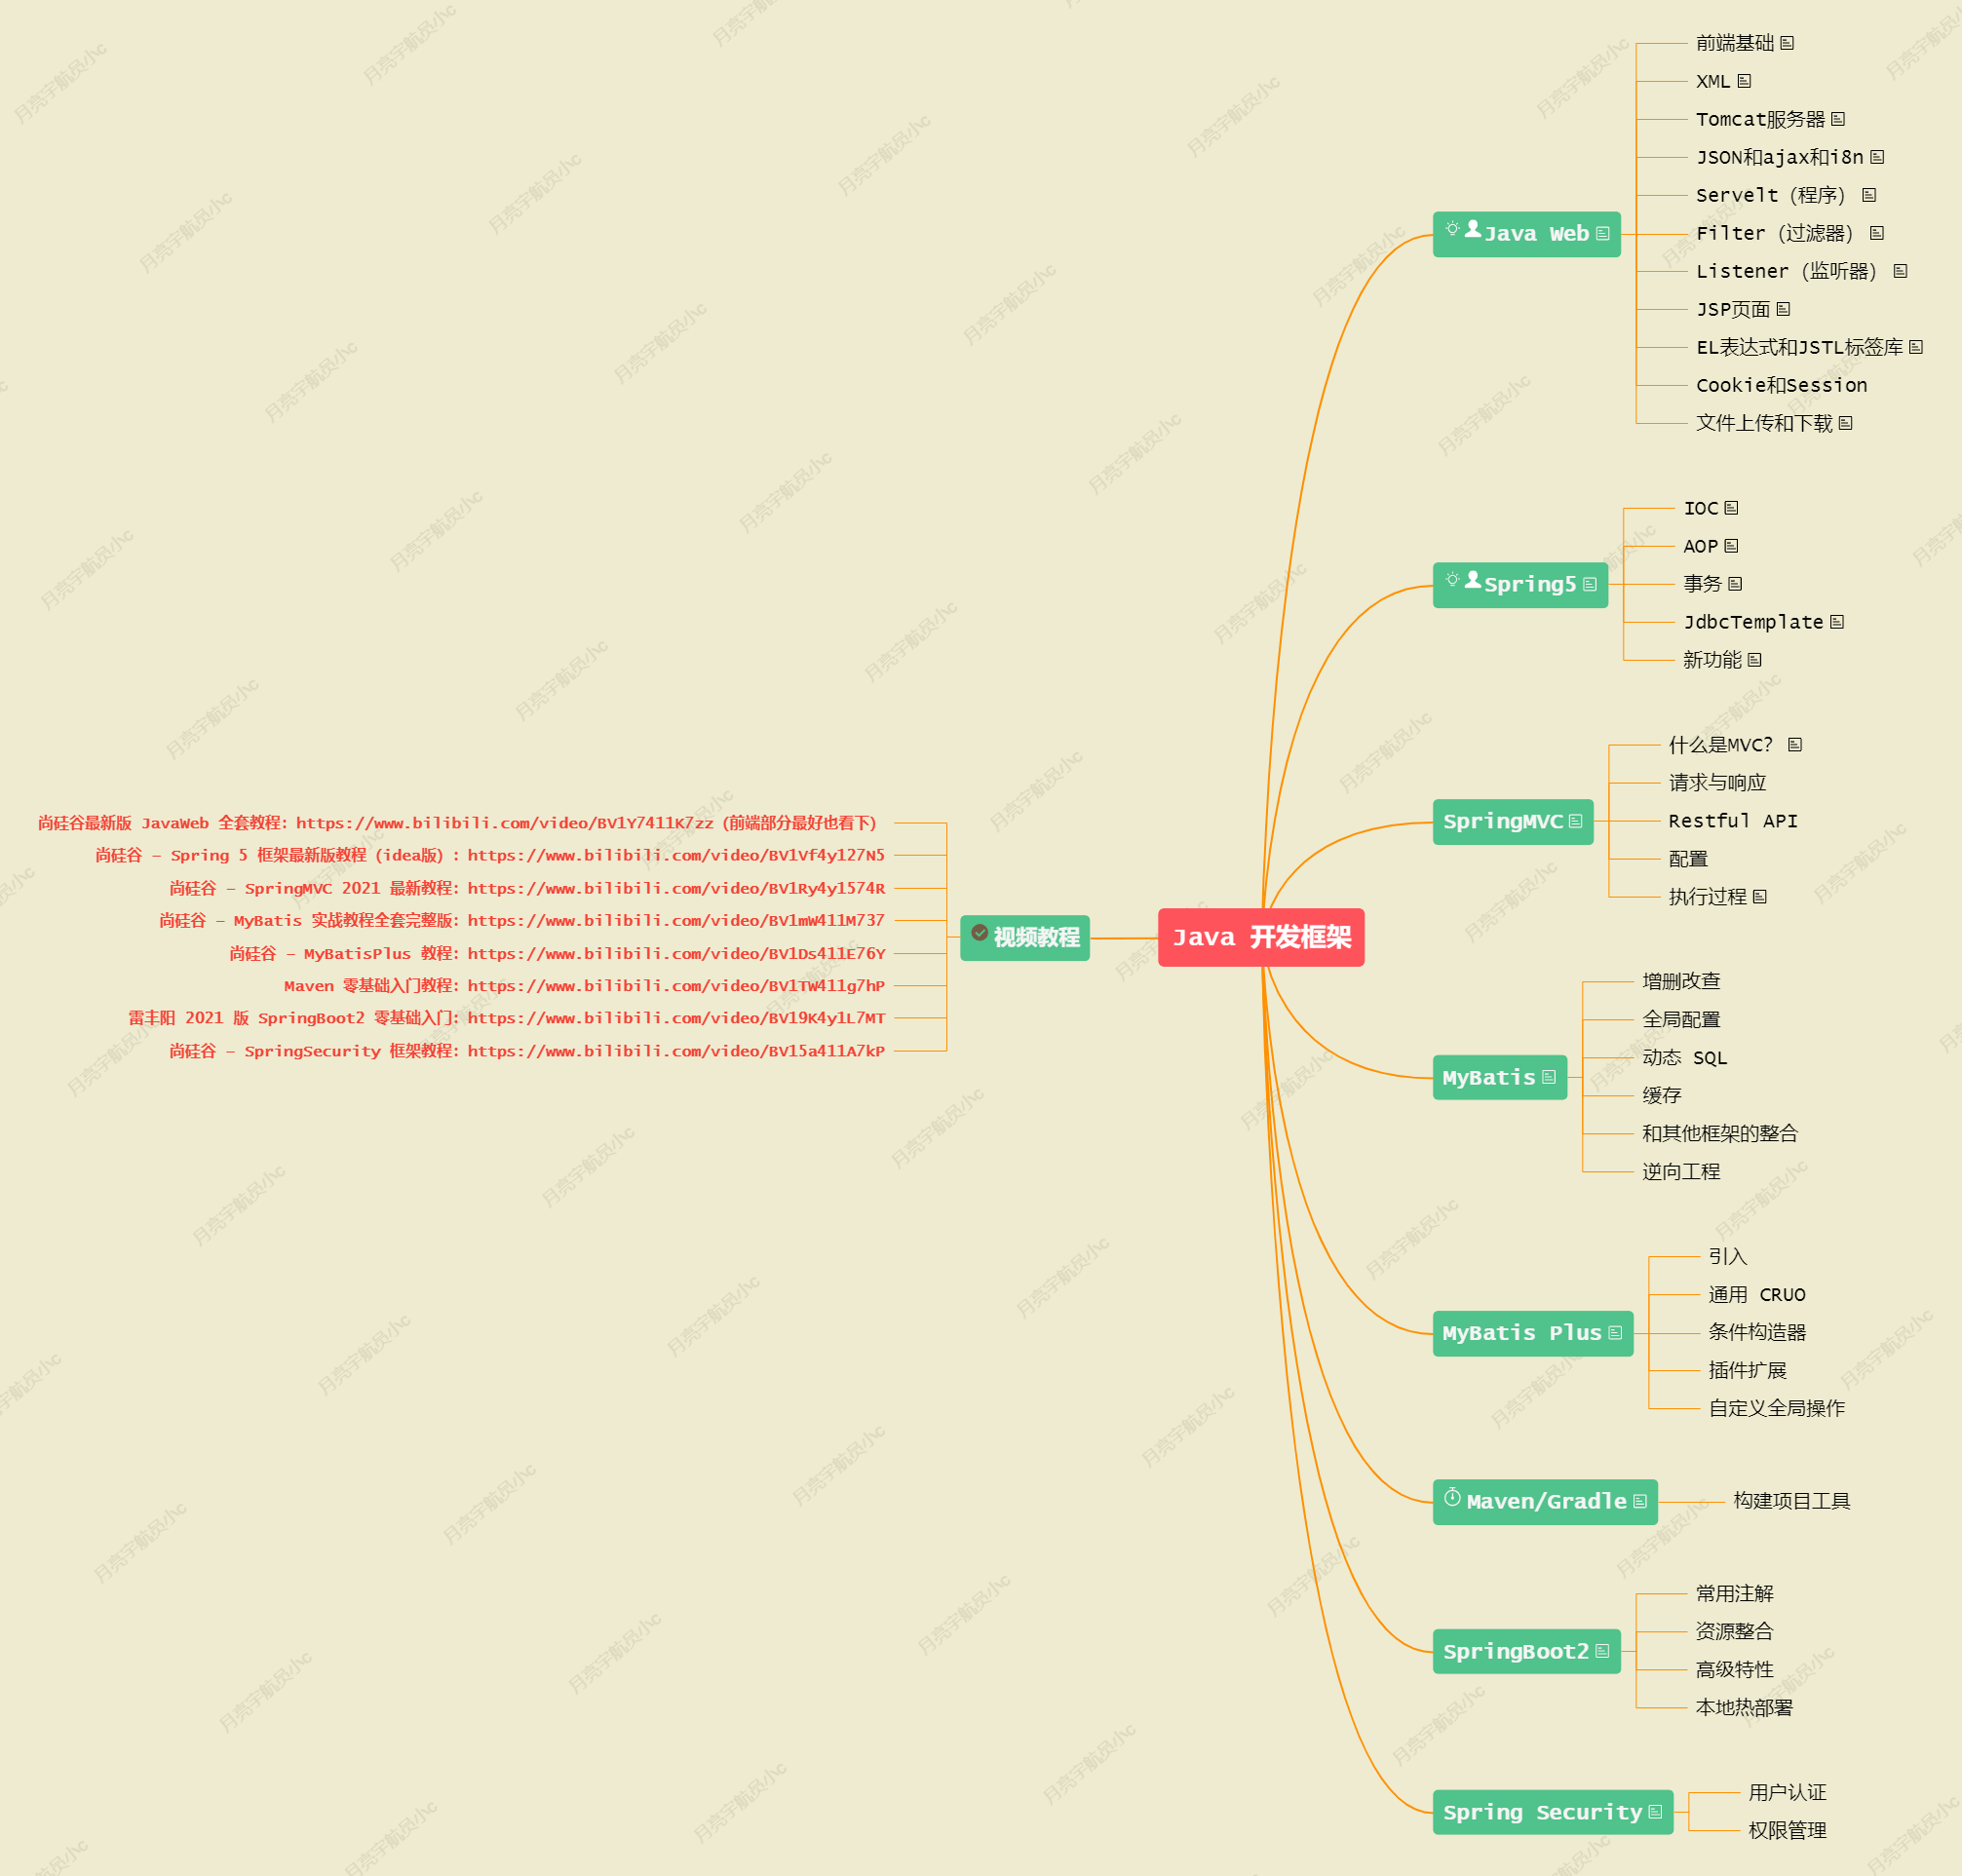 Java 开发框架
Java Web
前端基础
XML
Tomcat服务器
JSON和ajax和i8n
Servelt（程序）
Filter（过滤器）
Listener（监听器）
JSP页面
EL表达式和JSTL标签库
Cookie和Session
文件上传和下载
Spring5
IOC
AOP
事务
JdbcTemplate
新功能
SpringMVC
什么是MVC？
请求与响应
Restful API
配置
执行过程
MyBatis
增删改查
全局配置
动态 SQL
缓存
和其他框架的整合
逆向工程
MyBatis Plus
引入
通用 CRUO
条件构造器
插件扩展
自定义全局操作
Maven/Gradle
构建项目工具
SpringBoot2
常用注解
资源整合
高级特性
本地热部署
Spring Security
用户认证
权限管理
视频教程
尚硅谷最新版 JavaWeb 全套教程：https://www.bilibili.com/video/BV1Y7411K7zz（前端部分最好也看下）
尚硅谷 – Spring 5 框架最新版教程（idea版）：https://www.bilibili.com/video/BV1Vf4y127N5
尚硅谷 – SpringMVC 2021 最新教程：https://www.bilibili.com/video/BV1Ry4y1574R
尚硅谷 – MyBatis 实战教程全套完整版：https://www.bilibili.com/video/BV1mW411M737
尚硅谷 – MyBatisPlus 教程：https://www.bilibili.com/video/BV1Ds411E76Y
Maven 零基础入门教程：https://www.bilibili.com/video/BV1TW411g7hP
雷丰阳 2021 版 SpringBoot2 零基础入门：https://www.bilibili.com/video/BV19K4y1L7MT
尚硅谷 – SpringSecurity 框架教程：https://www.bilibili.com/video/BV15a411A7kP
月亮宇航员小c